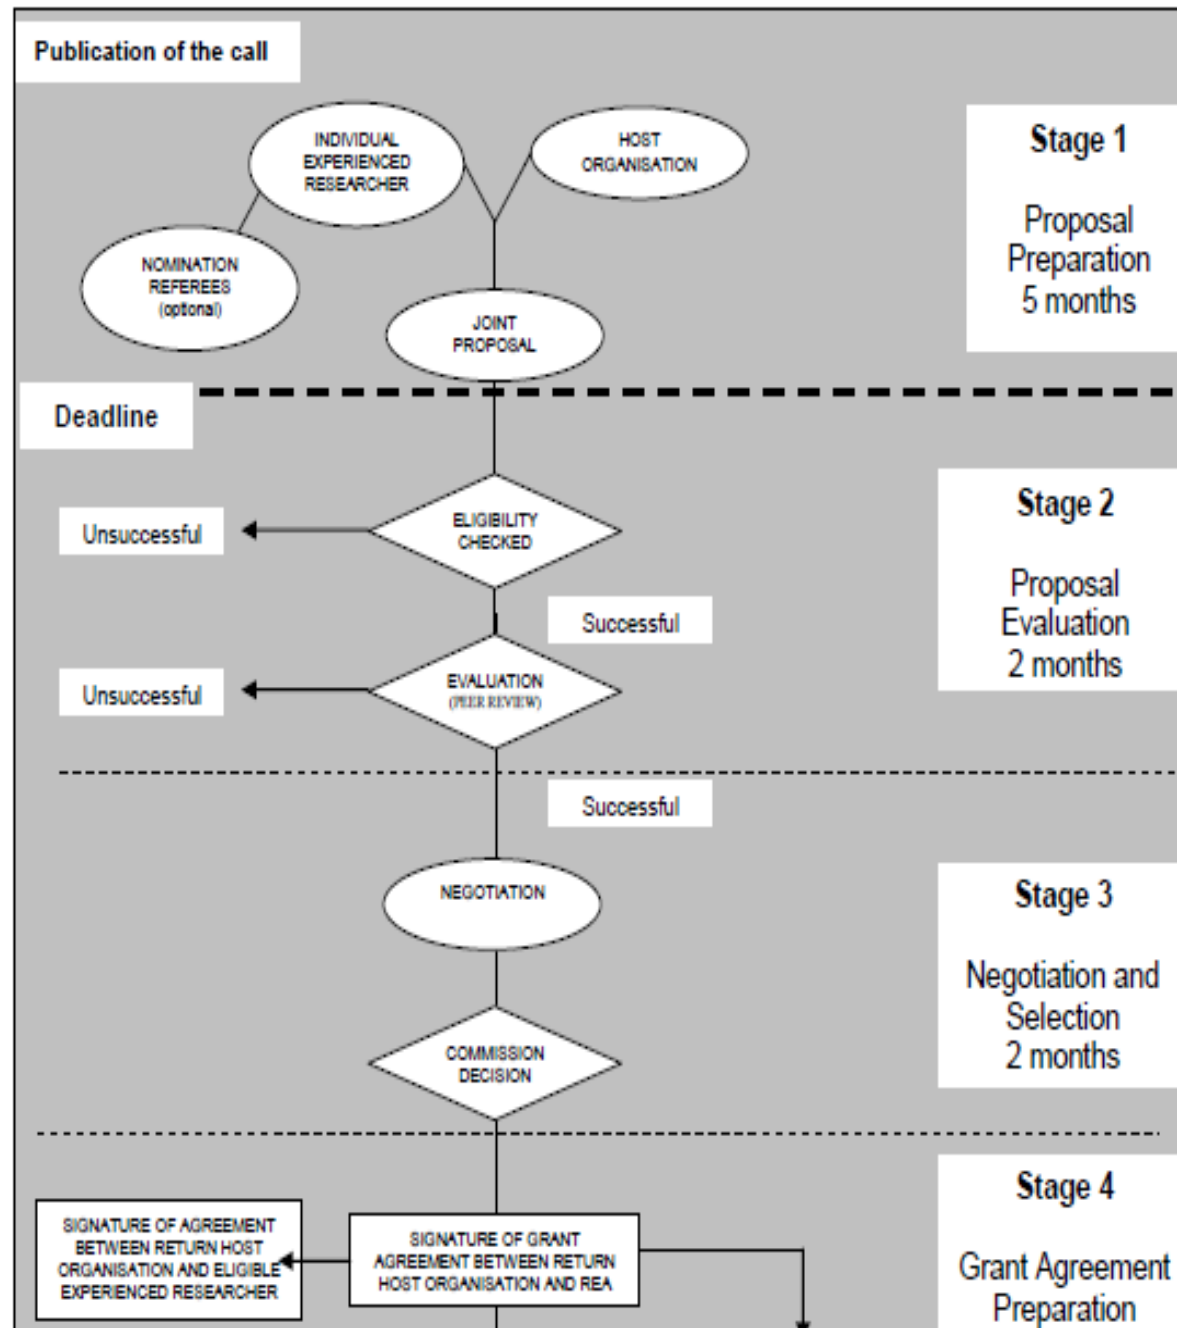 Publication of the call
INDIVIDUAL
EXPERIENCED
RESEARCHER
HOST
ORGANISATION
Stage 1
Proposal
Preparation
5 months
NOMINATION
REFEREES
(optional)
JOINT
PROPOSAL
Deadline
ELIGIBILITY
CHECKED
Unsuccessful
Stage 2
Proposal
Evaluation
2 months
Successful
EVALUATION
(PEER REVIEW)
Unsuccessful
Successful
NEGOTIATION
Stage 3
Negotiation and
Selection
2 months
COMMISSION
DECISION
Stage 4
Grant Agreement
Preparation
SIGNATURE OF AGREEMENT
BETWEEN RETURN HOST
ORGANISATION AND ELIGIBLE
EXPERIENCED RESEARCHER
SIGNATURE OF GRANT
AGREEMENT BETWEEN RETURN
HOST ORGANISATION AND REA